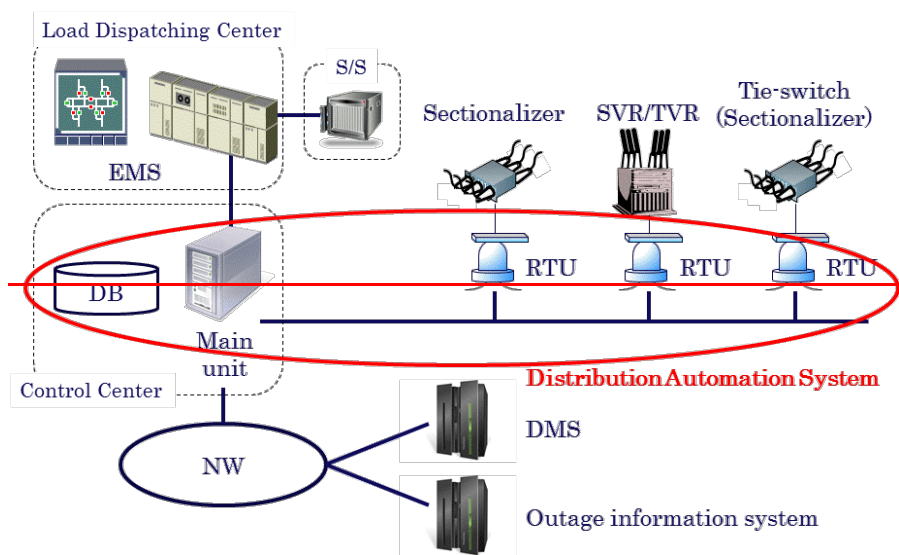 Load Dispatching Center
S/S
EMS
Sectionalizer
SVR/TVR
Tie-switch
(Sectionalizer)
RTU
RTU
RTU
DB
Main
unit
Control Center
Distribution Automation System
NW
DMS
Outage information system